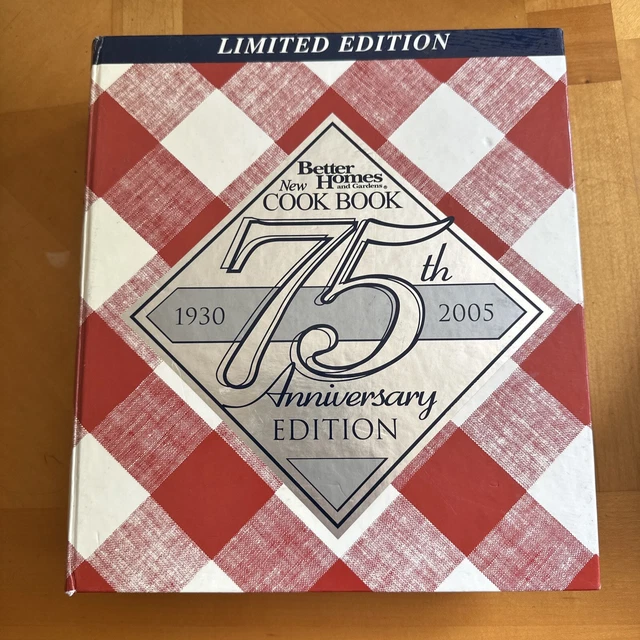 LIMITED EDITION
Better
New Homes
and Gardens®
COOK BOOK
75th
1930 2005
Anniversary
EDITION